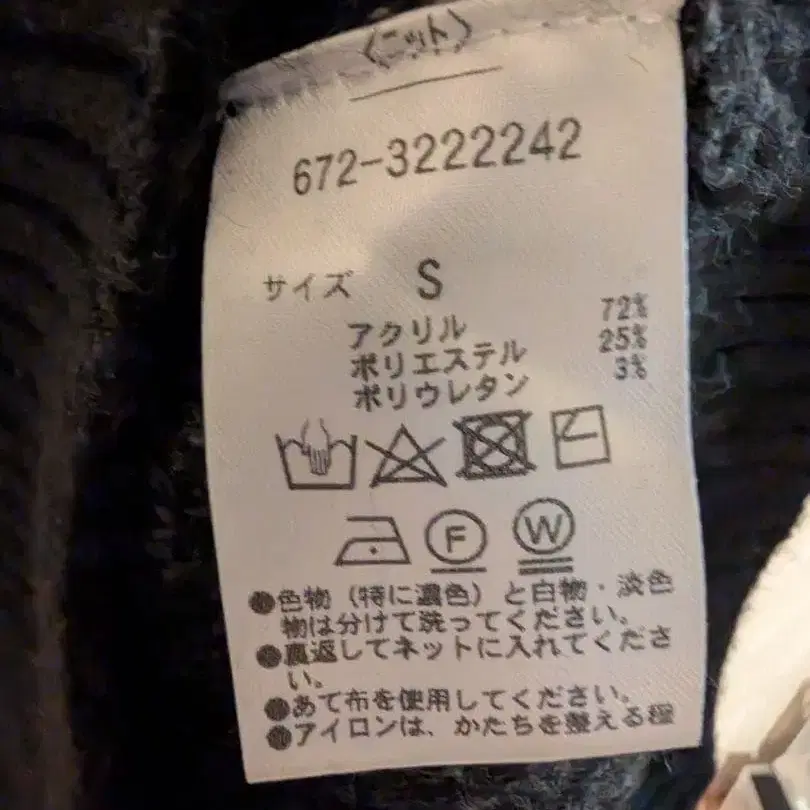 〈ニット〉
672-3222242
サイズ S
アクリル 72%
ポリエステル 25%
ポリウレタン 3%
F W
●色物（特に濃色）と白物・淡色
物は分けて洗ってください。
●裏返してネットに入れてくださ
い。
●あて布を使用してください。
●アイロンは、かたちを整える程